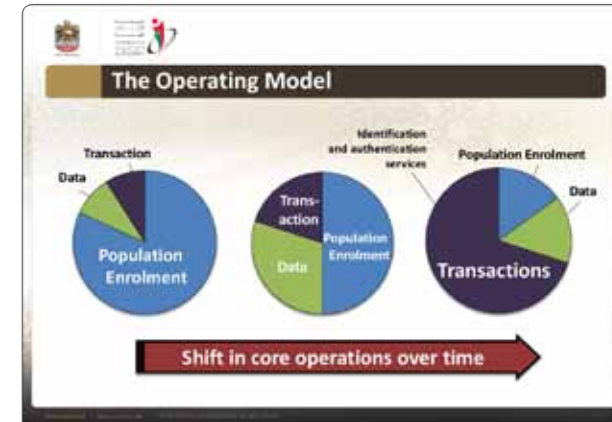 The Operating Model
Transaction
Data
Population
Enrolment
Trans-
action
Data
Population
Enrolment
Identification
and authentication
services
Population Enrolment
Data
Transactions
Shift in core operations over time